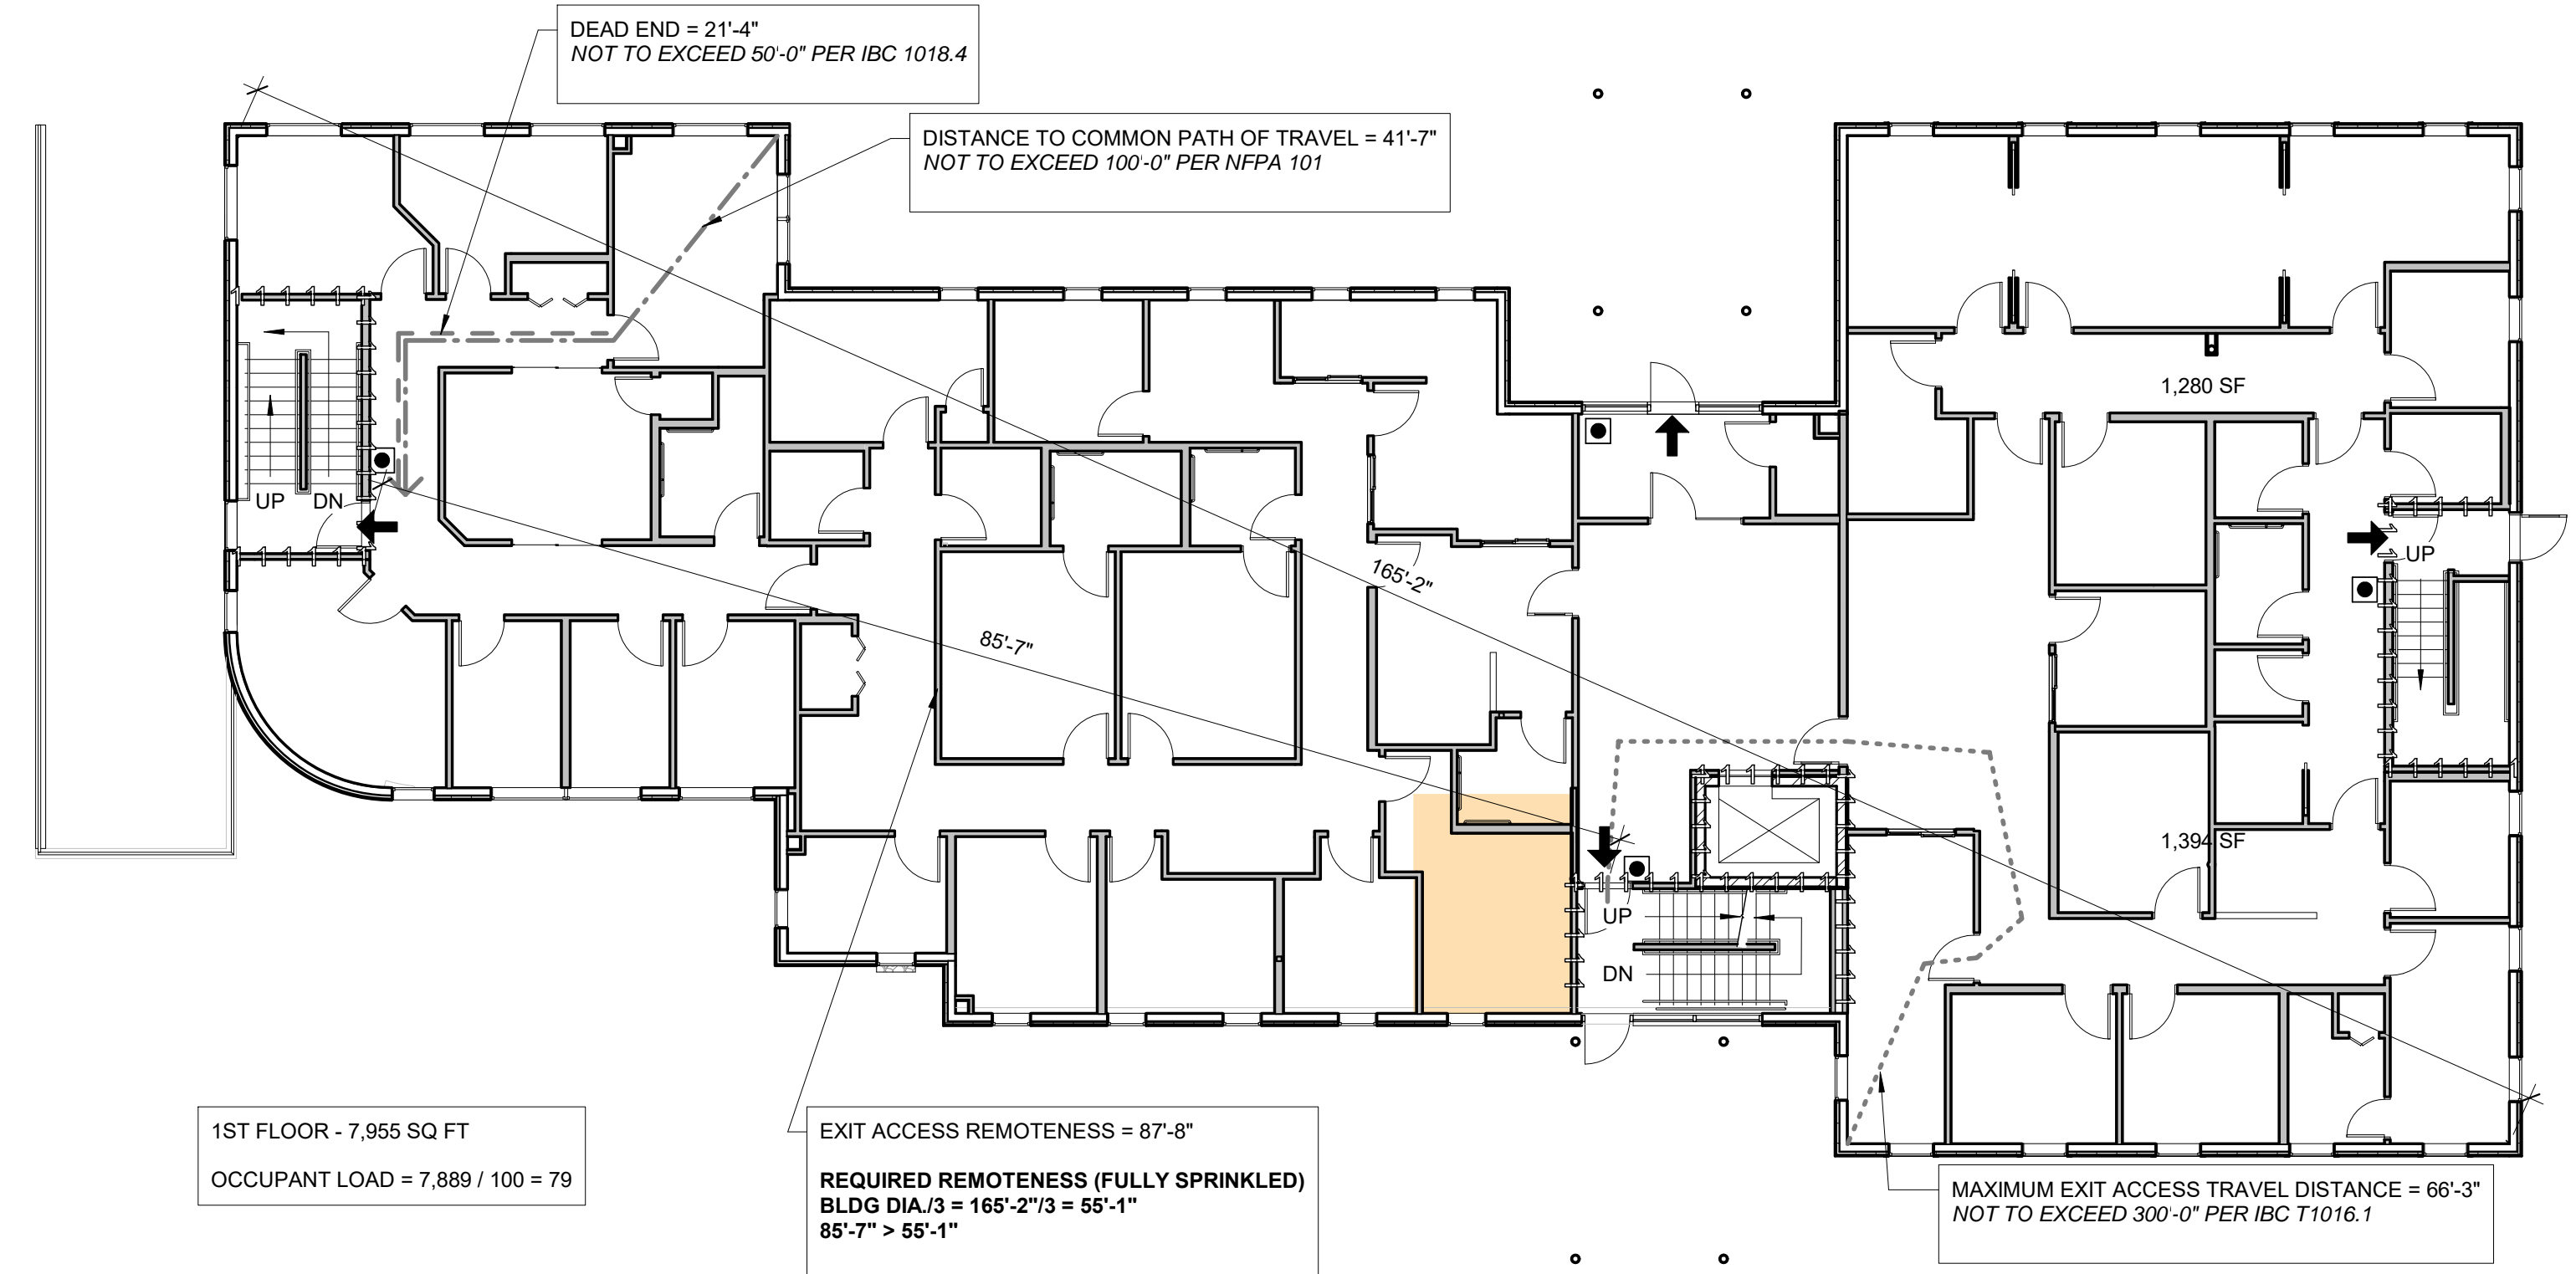 DEAD END = 21'-4"
NOT TO EXCEED 50'-0" PER IBC 1018.4
DISTANCE TO COMMON PATH OF TRAVEL = 41'-7"
NOT TO EXCEED 100'-0" PER NFPA 101
1,280 SF
UP
DN
165'-2"
UP
85'-7"
1,394 SF
UP
DN
1ST FLOOR - 7,955 SQ FT
OCCUPANT LOAD = 7,889 / 100 = 79
EXIT ACCESS REMOTENESS = 87'-8"
REQUIRED REMOTENESS (FULLY SPRINKLED)
BLDG DIA./3 = 165'-2"/3 = 55'-1"
85'-7" > 55'-1"
MAXIMUM EXIT ACCESS TRAVEL DISTANCE = 66'-3"
NOT TO EXCEED 300'-0" PER IBC T1016.1